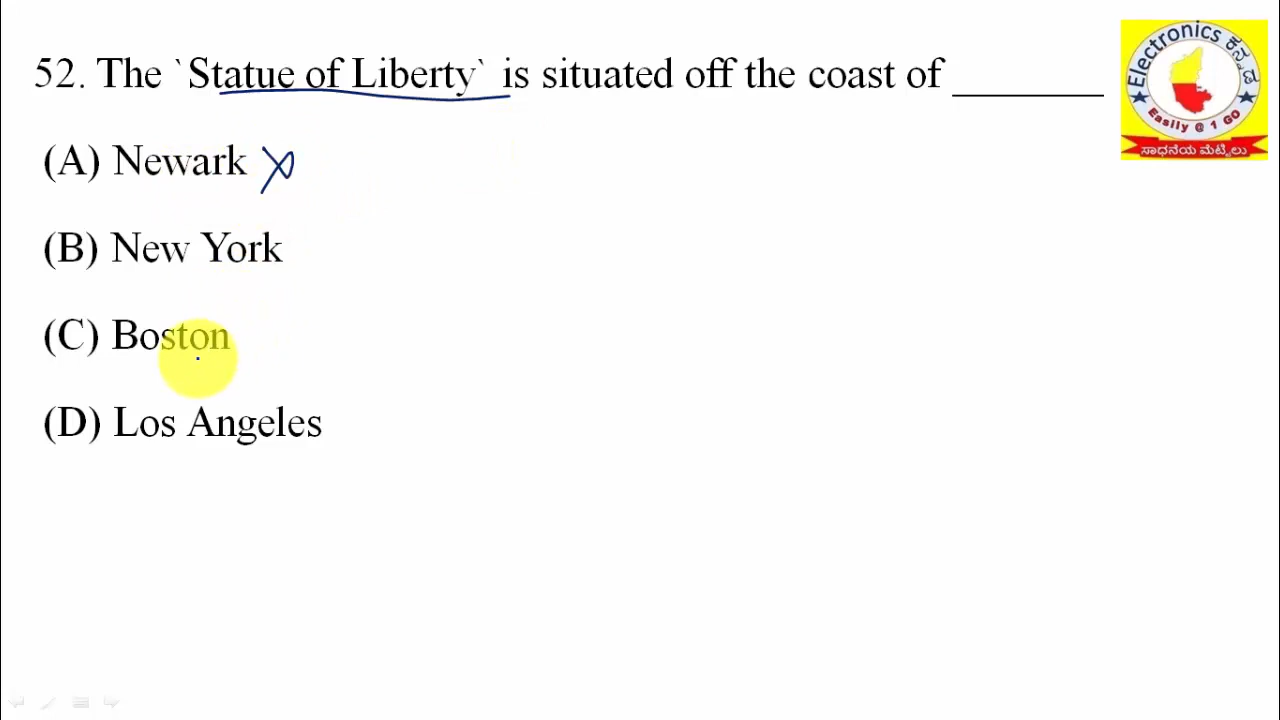 52. The `Statue of Liberty` is situated off the coast of ________
(A) Newark
(B) New York
(C) Boston
(D) Los Angeles
Electronics ಕನ್ನಡ
Easily @ 1 GO
ಸಾಧನೆಯ ಮೆಟ್ಟಿಲು